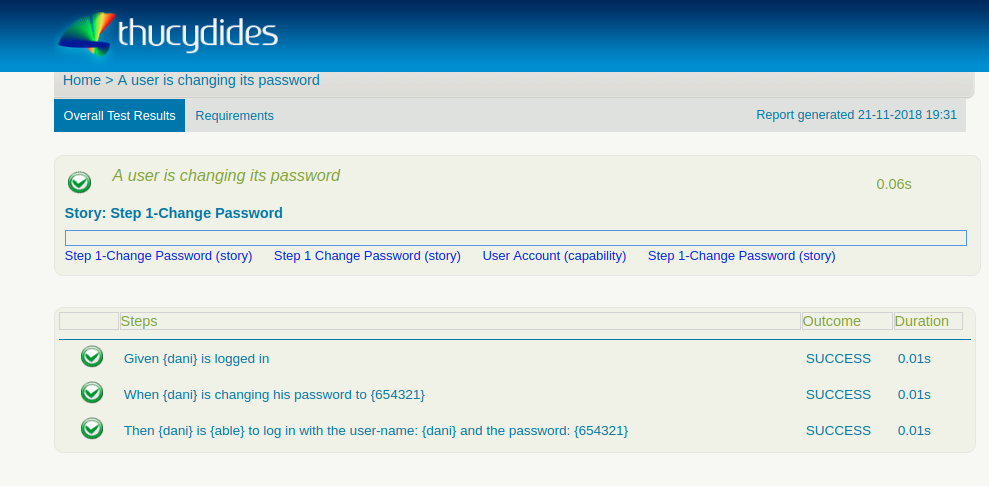 thucydides
Home > A user is changing its password
Overall Test Results Requirements Report generated 21-11-2018 19:31
A user is changing its password 0.06s
Story: Step 1-Change Password
Step 1-Change Password (story) Step 1 Change Password (story) User Account (capability) Step 1-Change Password (story)
Steps Outcome Duration
Given {dani} is logged in SUCCESS 0.01s
When {dani} is changing his password to {654321} SUCCESS 0.01s
Then {dani} is {able} to log in with the user-name: {dani} and the password: {654321} SUCCESS 0.01s